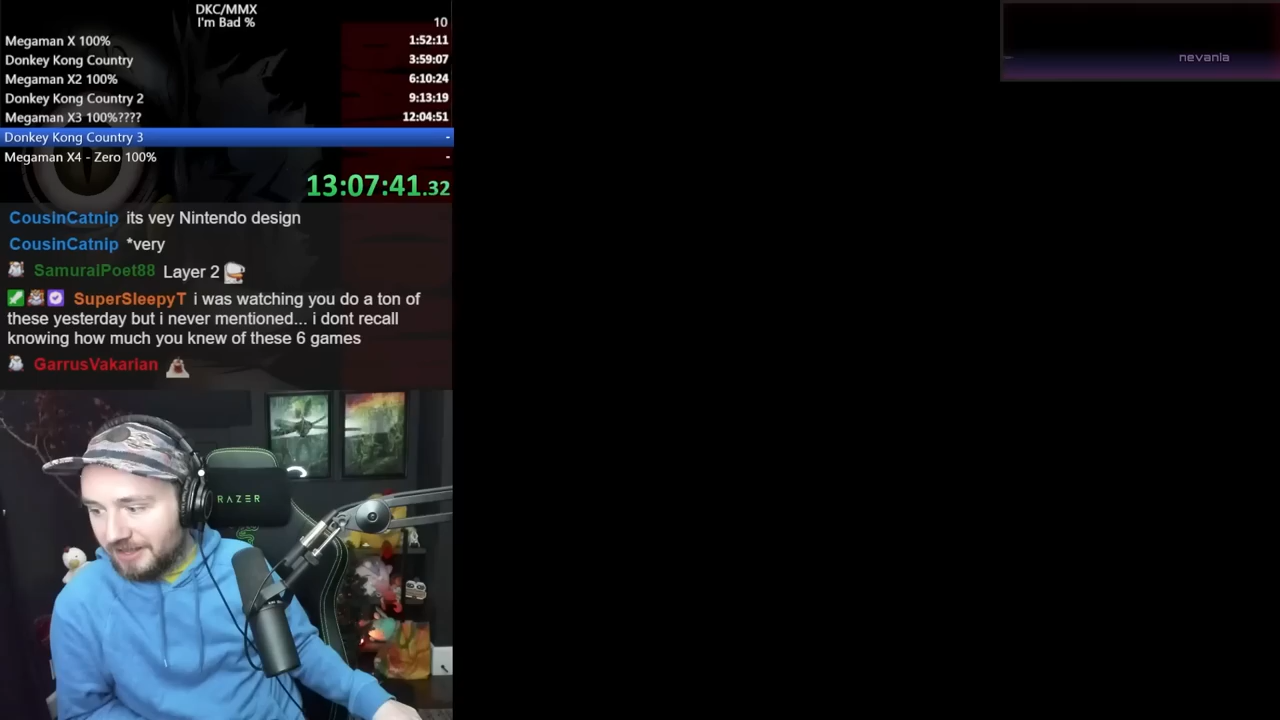 DKC/MMX
I'm Bad %
10
Megaman X 100% 1:52:11
Donkey Kong Country 3:59:07
Megaman X2 100% 6:10:24
Donkey Kong Country 2 9:13:19
Megaman X3 100%???? 12:04:51
Donkey Kong Country 3 -
Megaman X4 - Zero 100% -
13:07:41.32
CousinCatnip its vey Nintendo design
CousinCatnip *very
SamuraiPoet88 Layer 2
SuperSleepyT i was watching you do a ton of
these yesterday but i never mentioned... i dont recall
knowing how much you knew of these 6 games
GarrusVakarian
RAZER
nevania